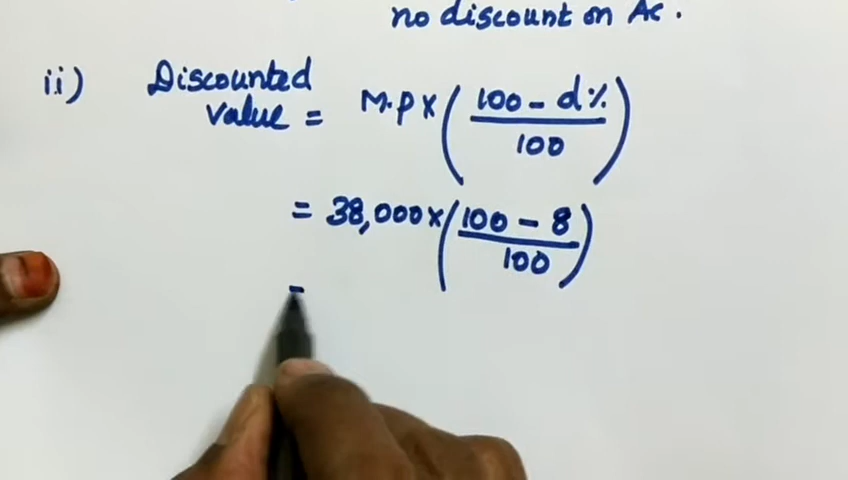 no discount on Ac.
ii) Discounted
value = M.P x ( 100 - d% / 100 )
= 38,000 x ( 100 - 8 / 100 )
=